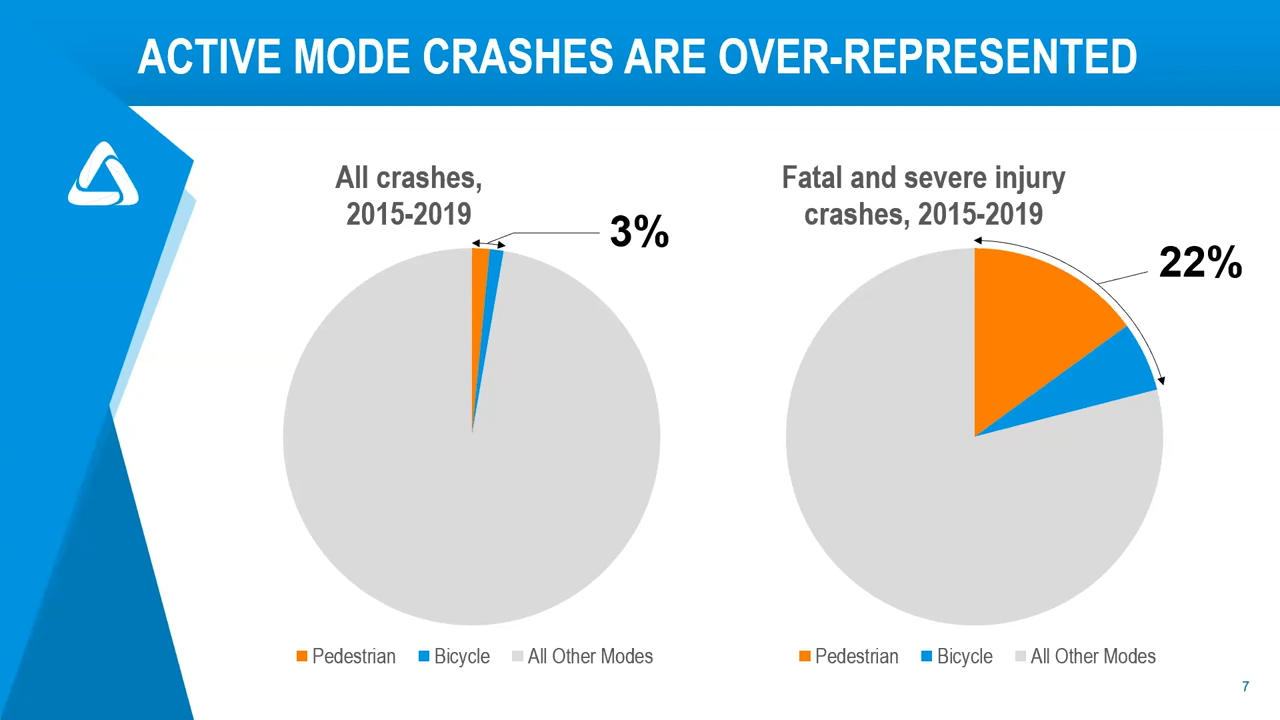 ACTIVE MODE CRASHES ARE OVER-REPRESENTED
All crashes,
2015-2019
3%
Fatal and severe injury
crashes, 2015-2019
22%
Pedestrian Bicycle All Other Modes
Pedestrian Bicycle All Other Modes
7